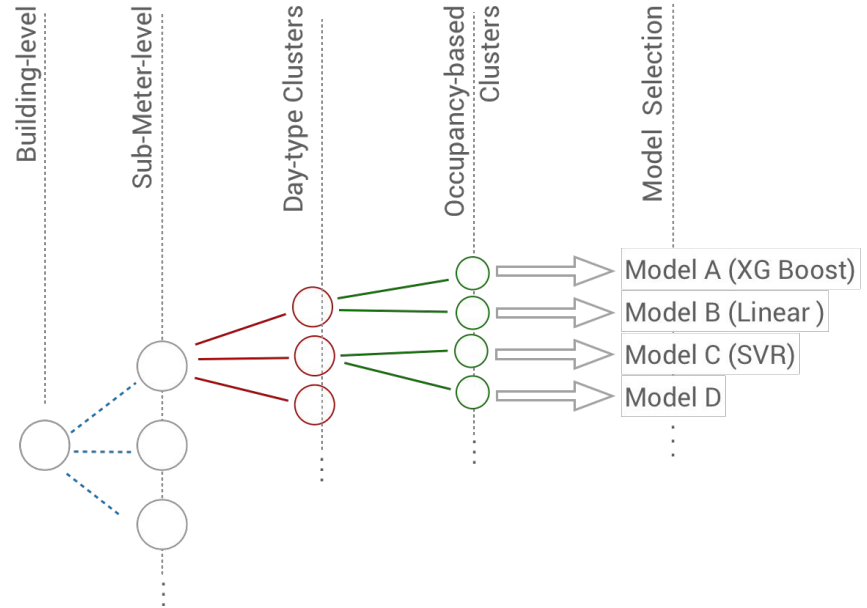 Building-level
Sub-Meter-level
Day-type Clusters
Occupancy-based
Clusters
Model Selection
Model A (XG Boost)
Model B (Linear )
Model C (SVR)
Model D